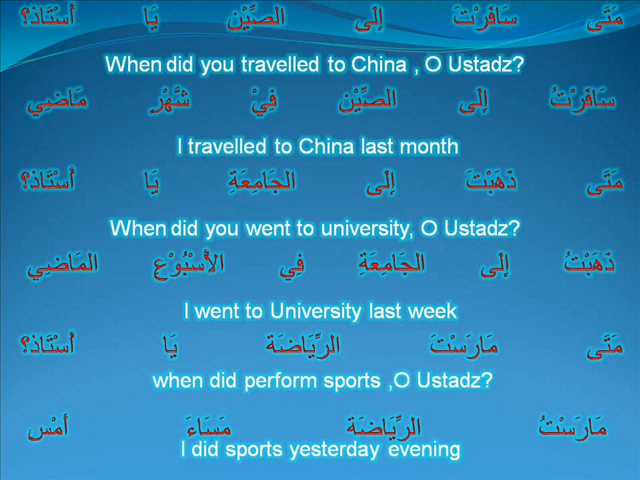 مَتَى سَافَرْتَ إِلَى الصِّيْنِ يَا أُسْتَاذ؟
When did you travelled to China , O Ustadz?
سَافَرْتُ إِلَى الصِّيْنِ فِيْ شَّهْرِ مَاضِي
I travelled to China last month
مَتَى ذَهَبْتَ إِلَى الجَامِعَةِ يَا أُسْتَاذ؟
When did you went to university, O Ustadz?
ذَهَبْتُ إِلَى الجَامِعَةِ فِي الأُسْبُوْعِ المَاضِي
I went to University last week
مَتَى مَارَسْتَ الرِّيَاضَة يَا أُسْتَاذ؟
when did perform sports ,O Ustadz?
مَارَسْتُ الرِّيَاضَة مَسَاءَ أَمْسِ
I did sports yesterday evening